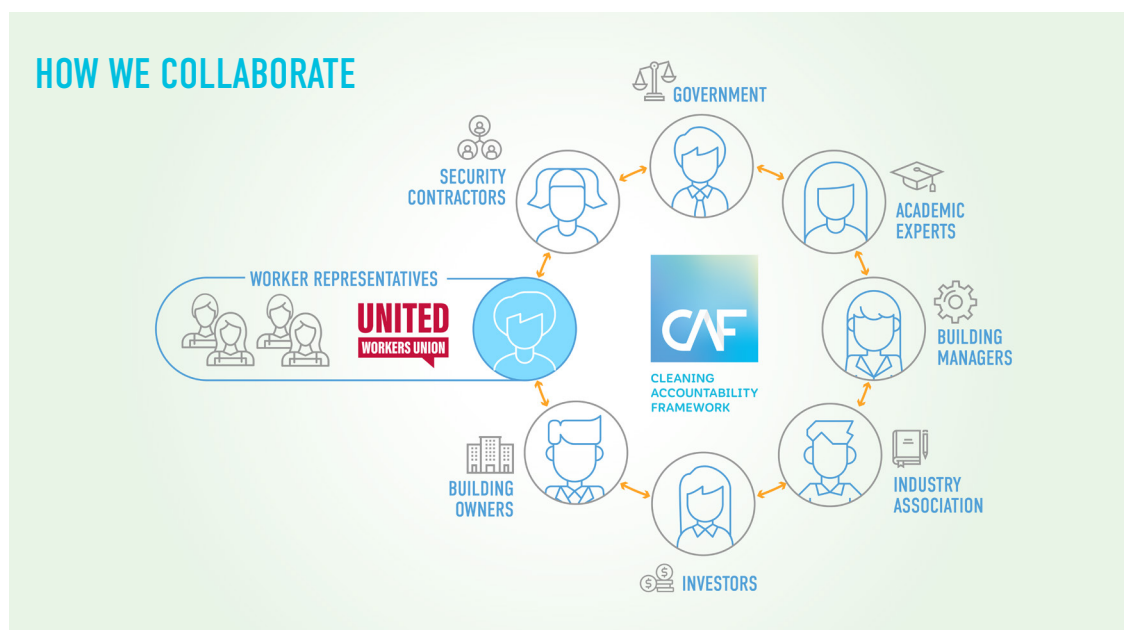 HOW WE COLLABORATE
GOVERNMENT
SECURITY
CONTRACTORS
ACADEMIC
EXPERTS
WORKER REPRESENTATIVES
UNITED
WORKERS UNION
CAF
CLEANING
ACCOUNTABILITY
FRAMEWORK
BUILDING
MANAGERS
BUILDING
OWNERS
INDUSTRY
ASSOCIATION
$
$
INVESTORS